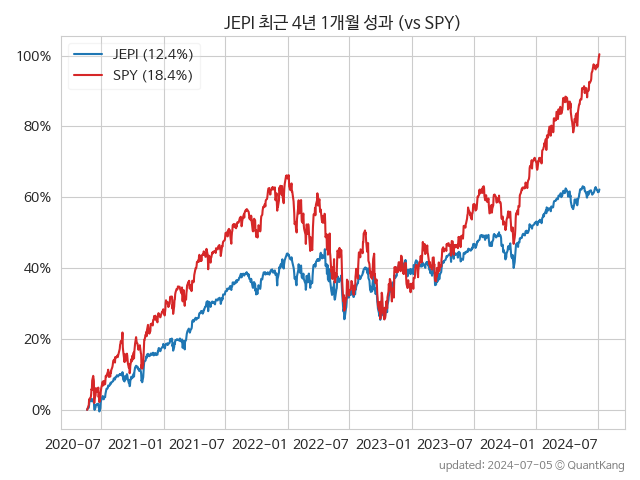 JEPI 최근 4년 1개월 성과 (vs SPY)
JEPI (12.4%)
SPY (18.4%)
100%
80%
60%
40%
20%
0%
2020-07 2021-01 2021-07 2022-01 2022-07 2023-01 2023-07 2024-01 2024-07
updated: 2024-07-05 © QuantKang